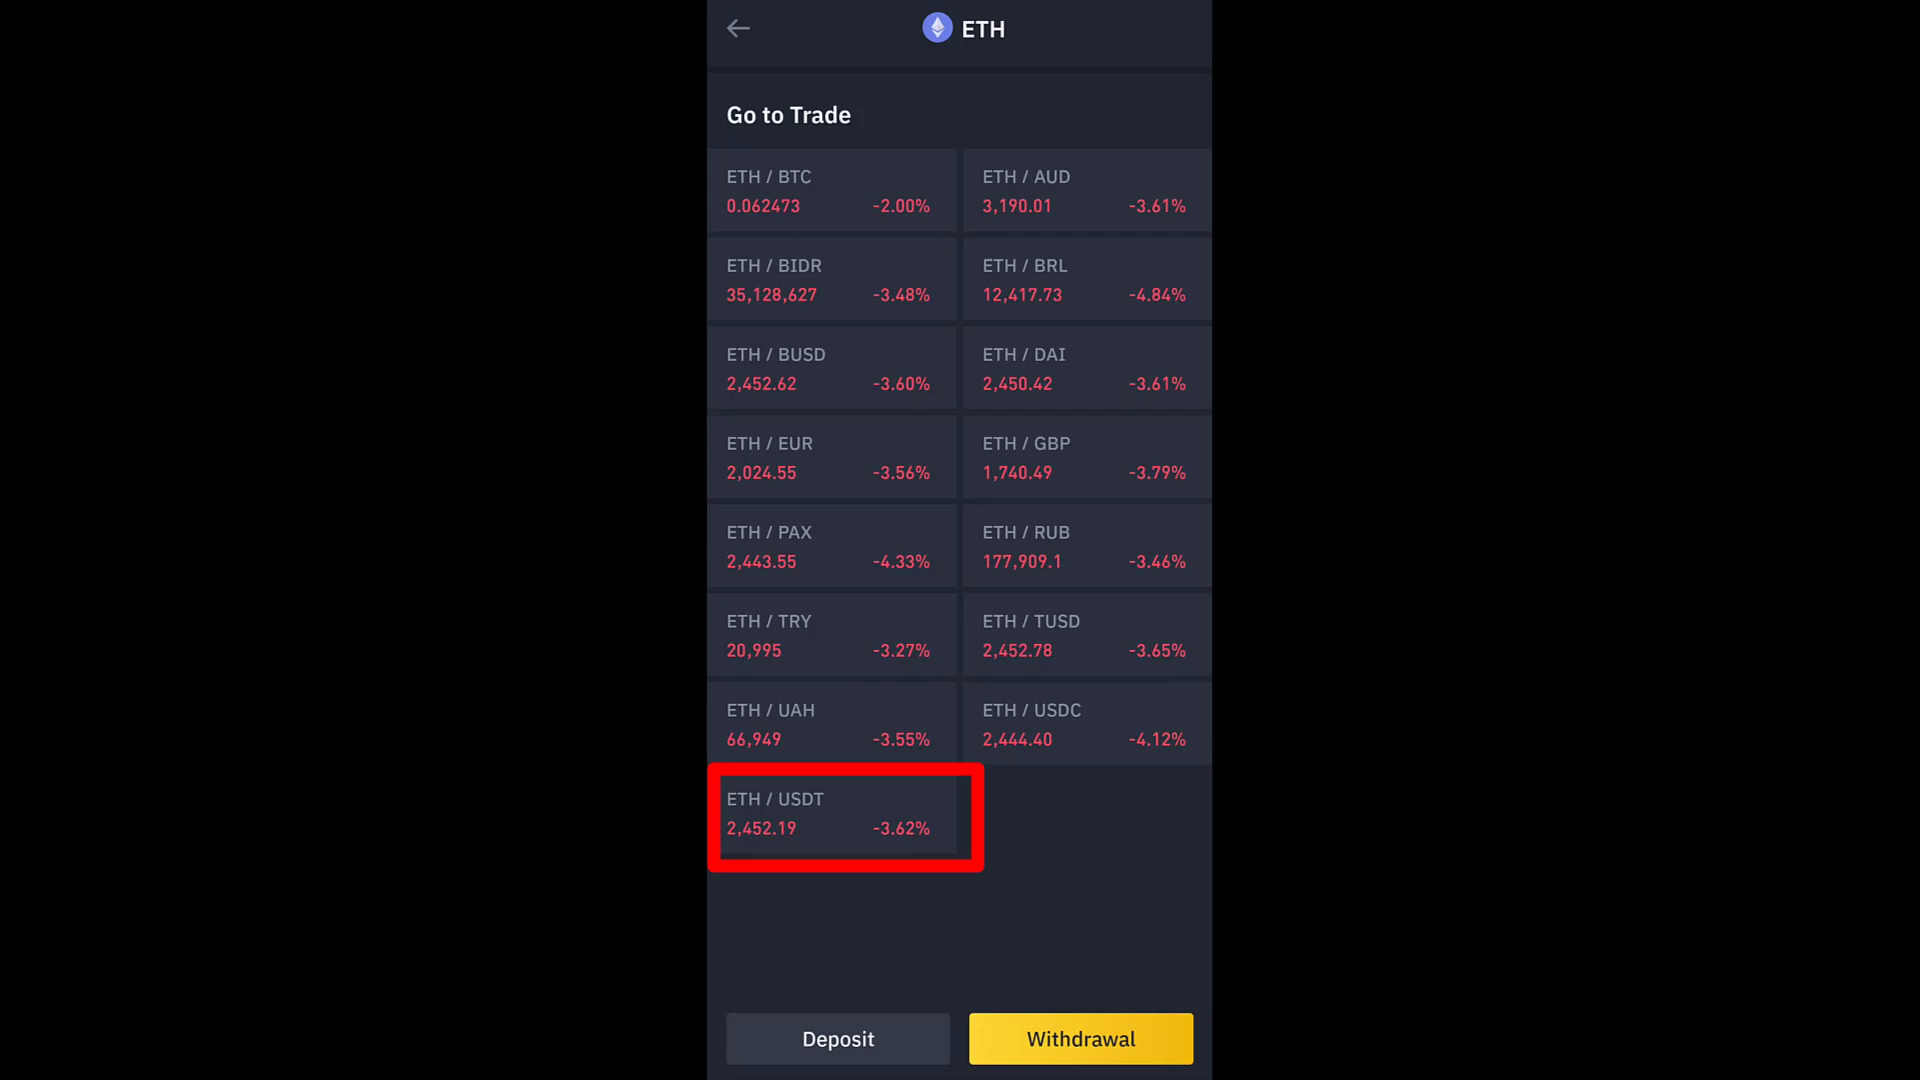 ETH
Go to Trade
ETH / BTC
0.062473 -2.00%
ETH / AUD
3,190.01 -3.61%
ETH / BIDR
35,128,627 -3.48%
ETH / BRL
12,417.73 -4.84%
ETH / BUSD
2,452.62 -3.60%
ETH / DAI
2,450.42 -3.61%
ETH / EUR
2,024.55 -3.56%
ETH / GBP
1,740.49 -3.79%
ETH / PAX
2,443.55 -4.33%
ETH / RUB
177,909.1 -3.46%
ETH / TRY
20,995 -3.27%
ETH / TUSD
2,452.78 -3.65%
ETH / UAH
66,949 -3.55%
ETH / USDC
2,444.40 -4.12%
ETH / USDT
2,452.19 -3.62%
Deposit
Withdrawal